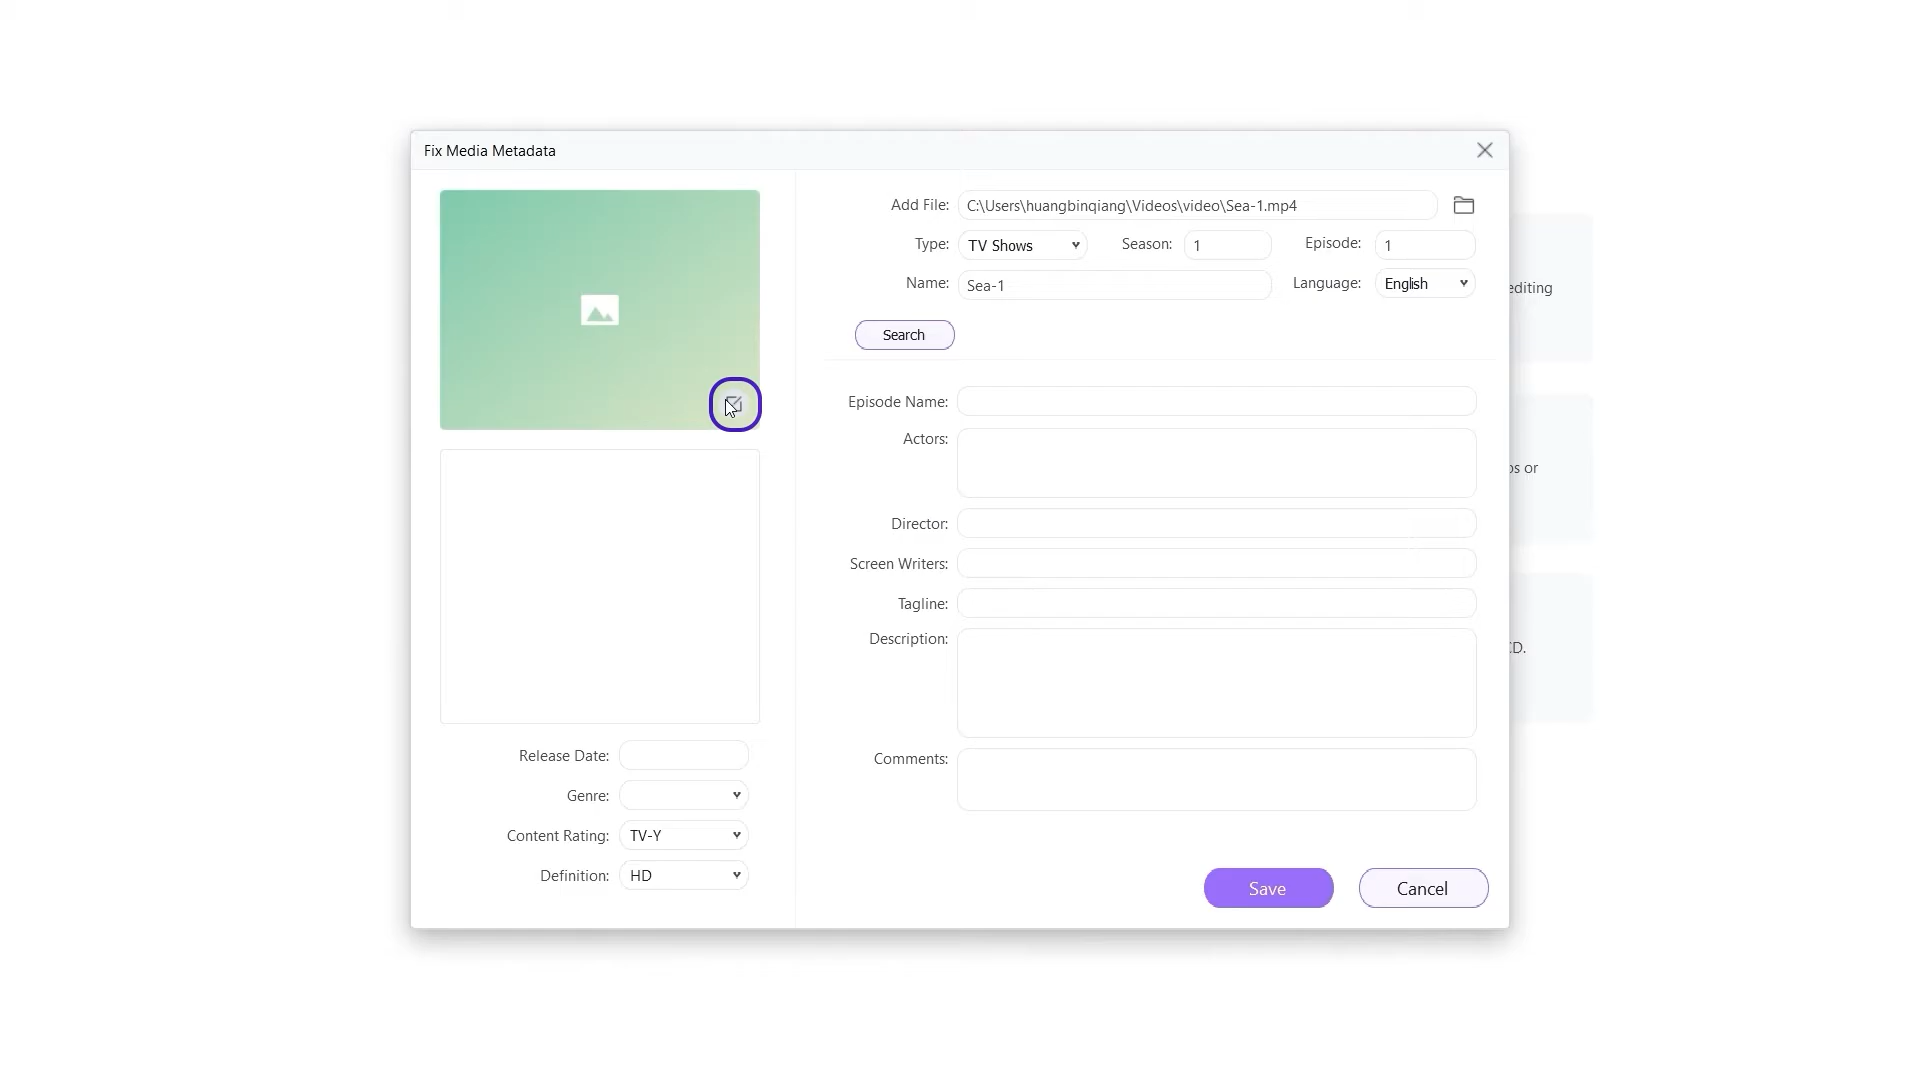 Fix Media Metadata
Add File: C:\Users\huangbinqiang\Videos\video\Sea-1.mp4
Type: TV Shows Season: 1 Episode: 1
Name: Sea-1 Language: English
editing
Search
Episode Name:
Actors:
or
Director:
Screen Writers:
Tagline:
Description:
Comments:
Release Date:
Genre:
Content Rating: TV-Y
Definition: HD
Save Cancel